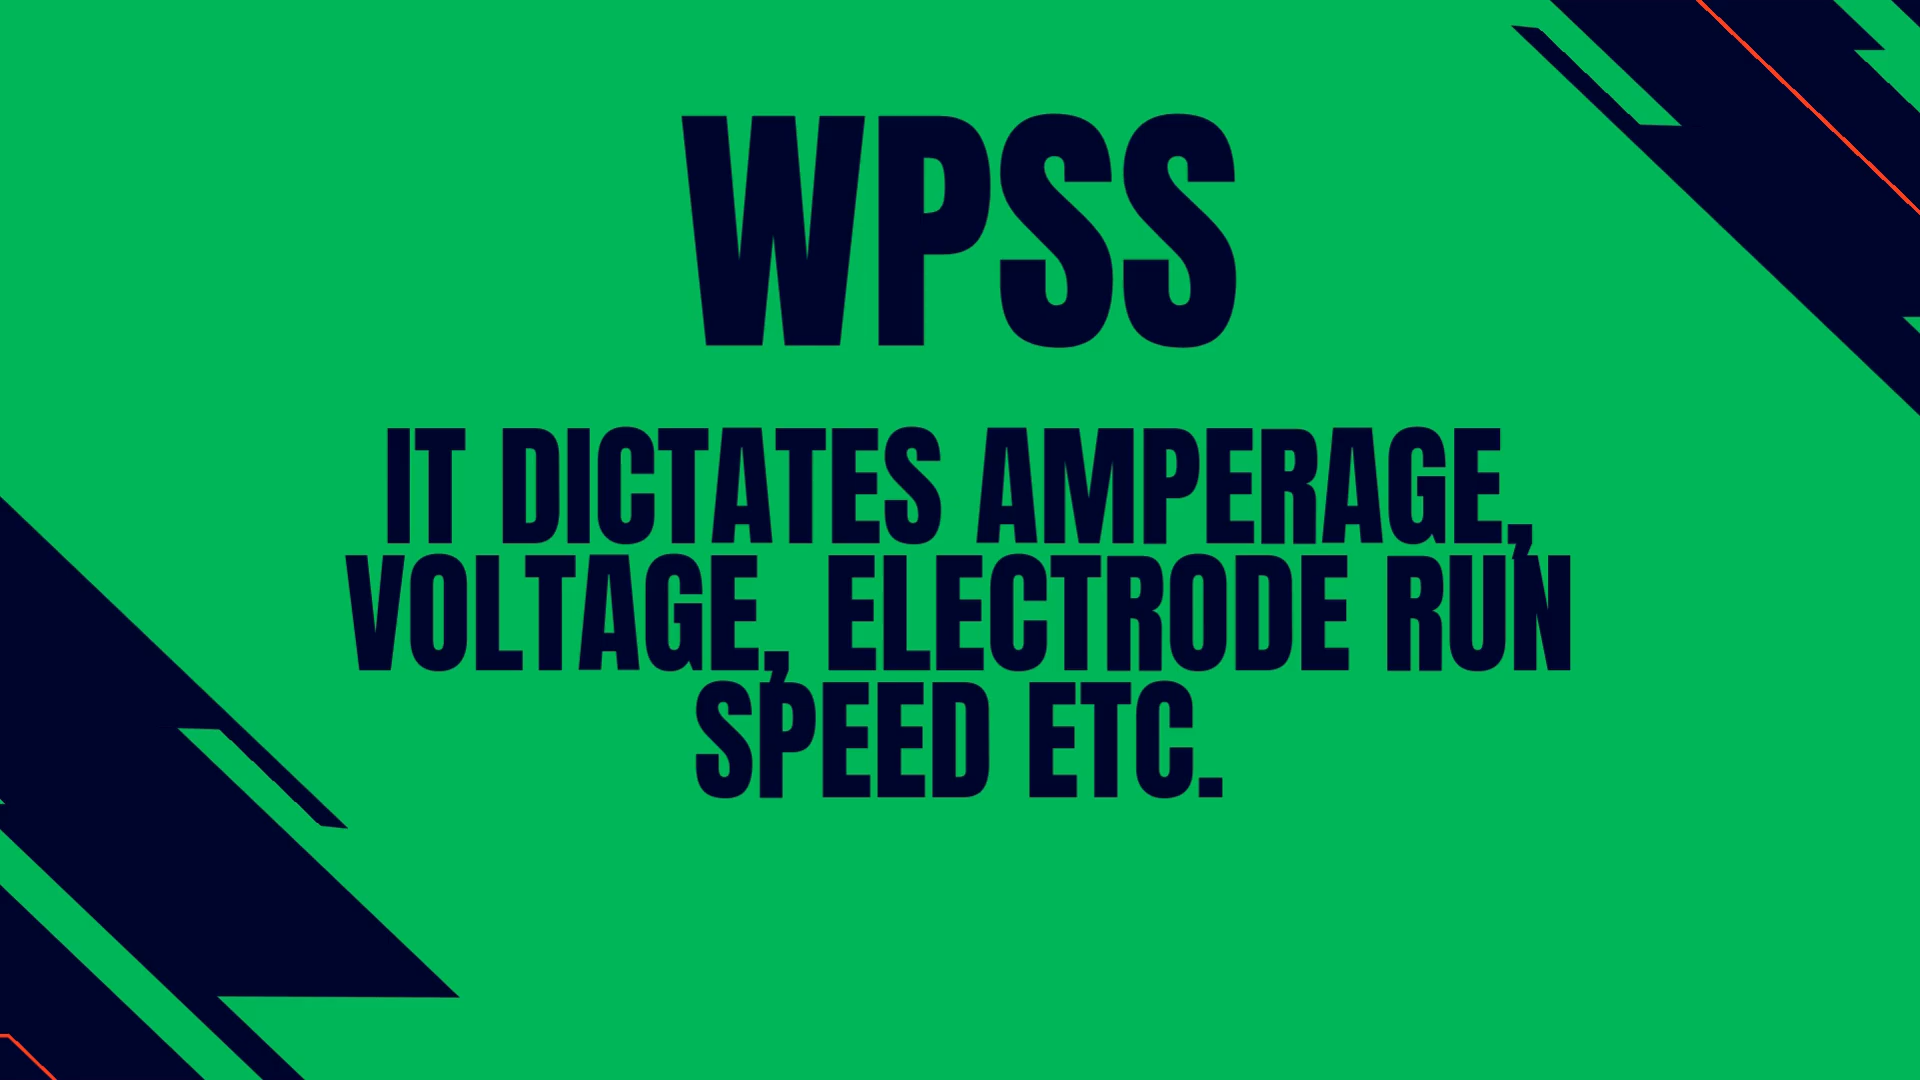 WPSS
IT DICTATES AMPERAGE,
VOLTAGE, ELECTRODE RUN
SPEED ETC.